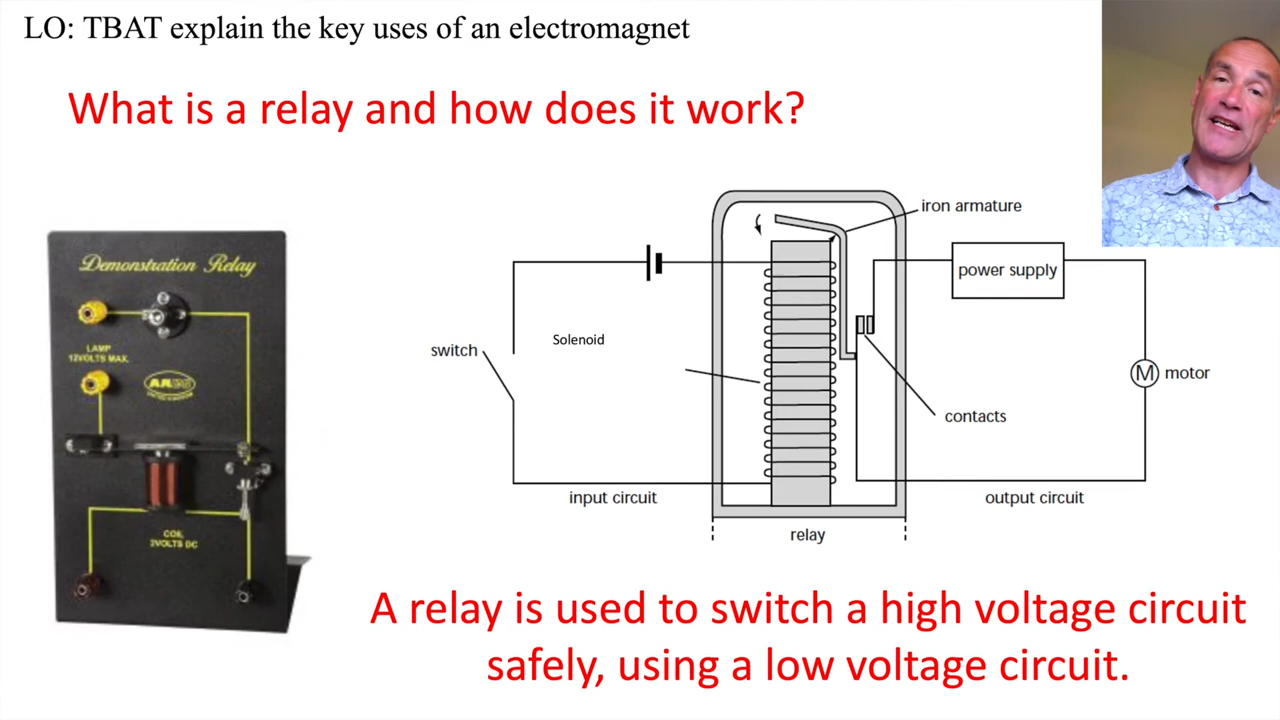 LO: TBAT explain the key uses of an electromagnet
What is a relay and how does it work?
Demonstration Relay
LAMP
12VOLTS MAX.
COIL
2VOLTS DC
iron armature
power supply
Solenoid
switch
M
motor
contacts
input circuit
output circuit
relay
A relay is used to switch a high voltage circuit
safely, using a low voltage circuit.